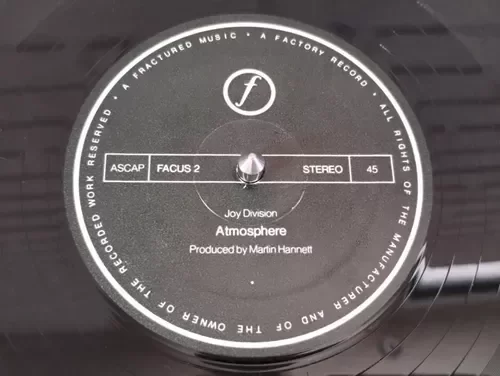 A FRACTURED MUSIC • A FACTORY RECORD • ALL RIGHTS OF THE MANUFACTURER AND OF THE OWNER OF THE RECORDED WORK RESERVED •
f
ASCAP FACUS 2 STEREO 45
Joy Division
Atmosphere
Produced by Martin Hannett